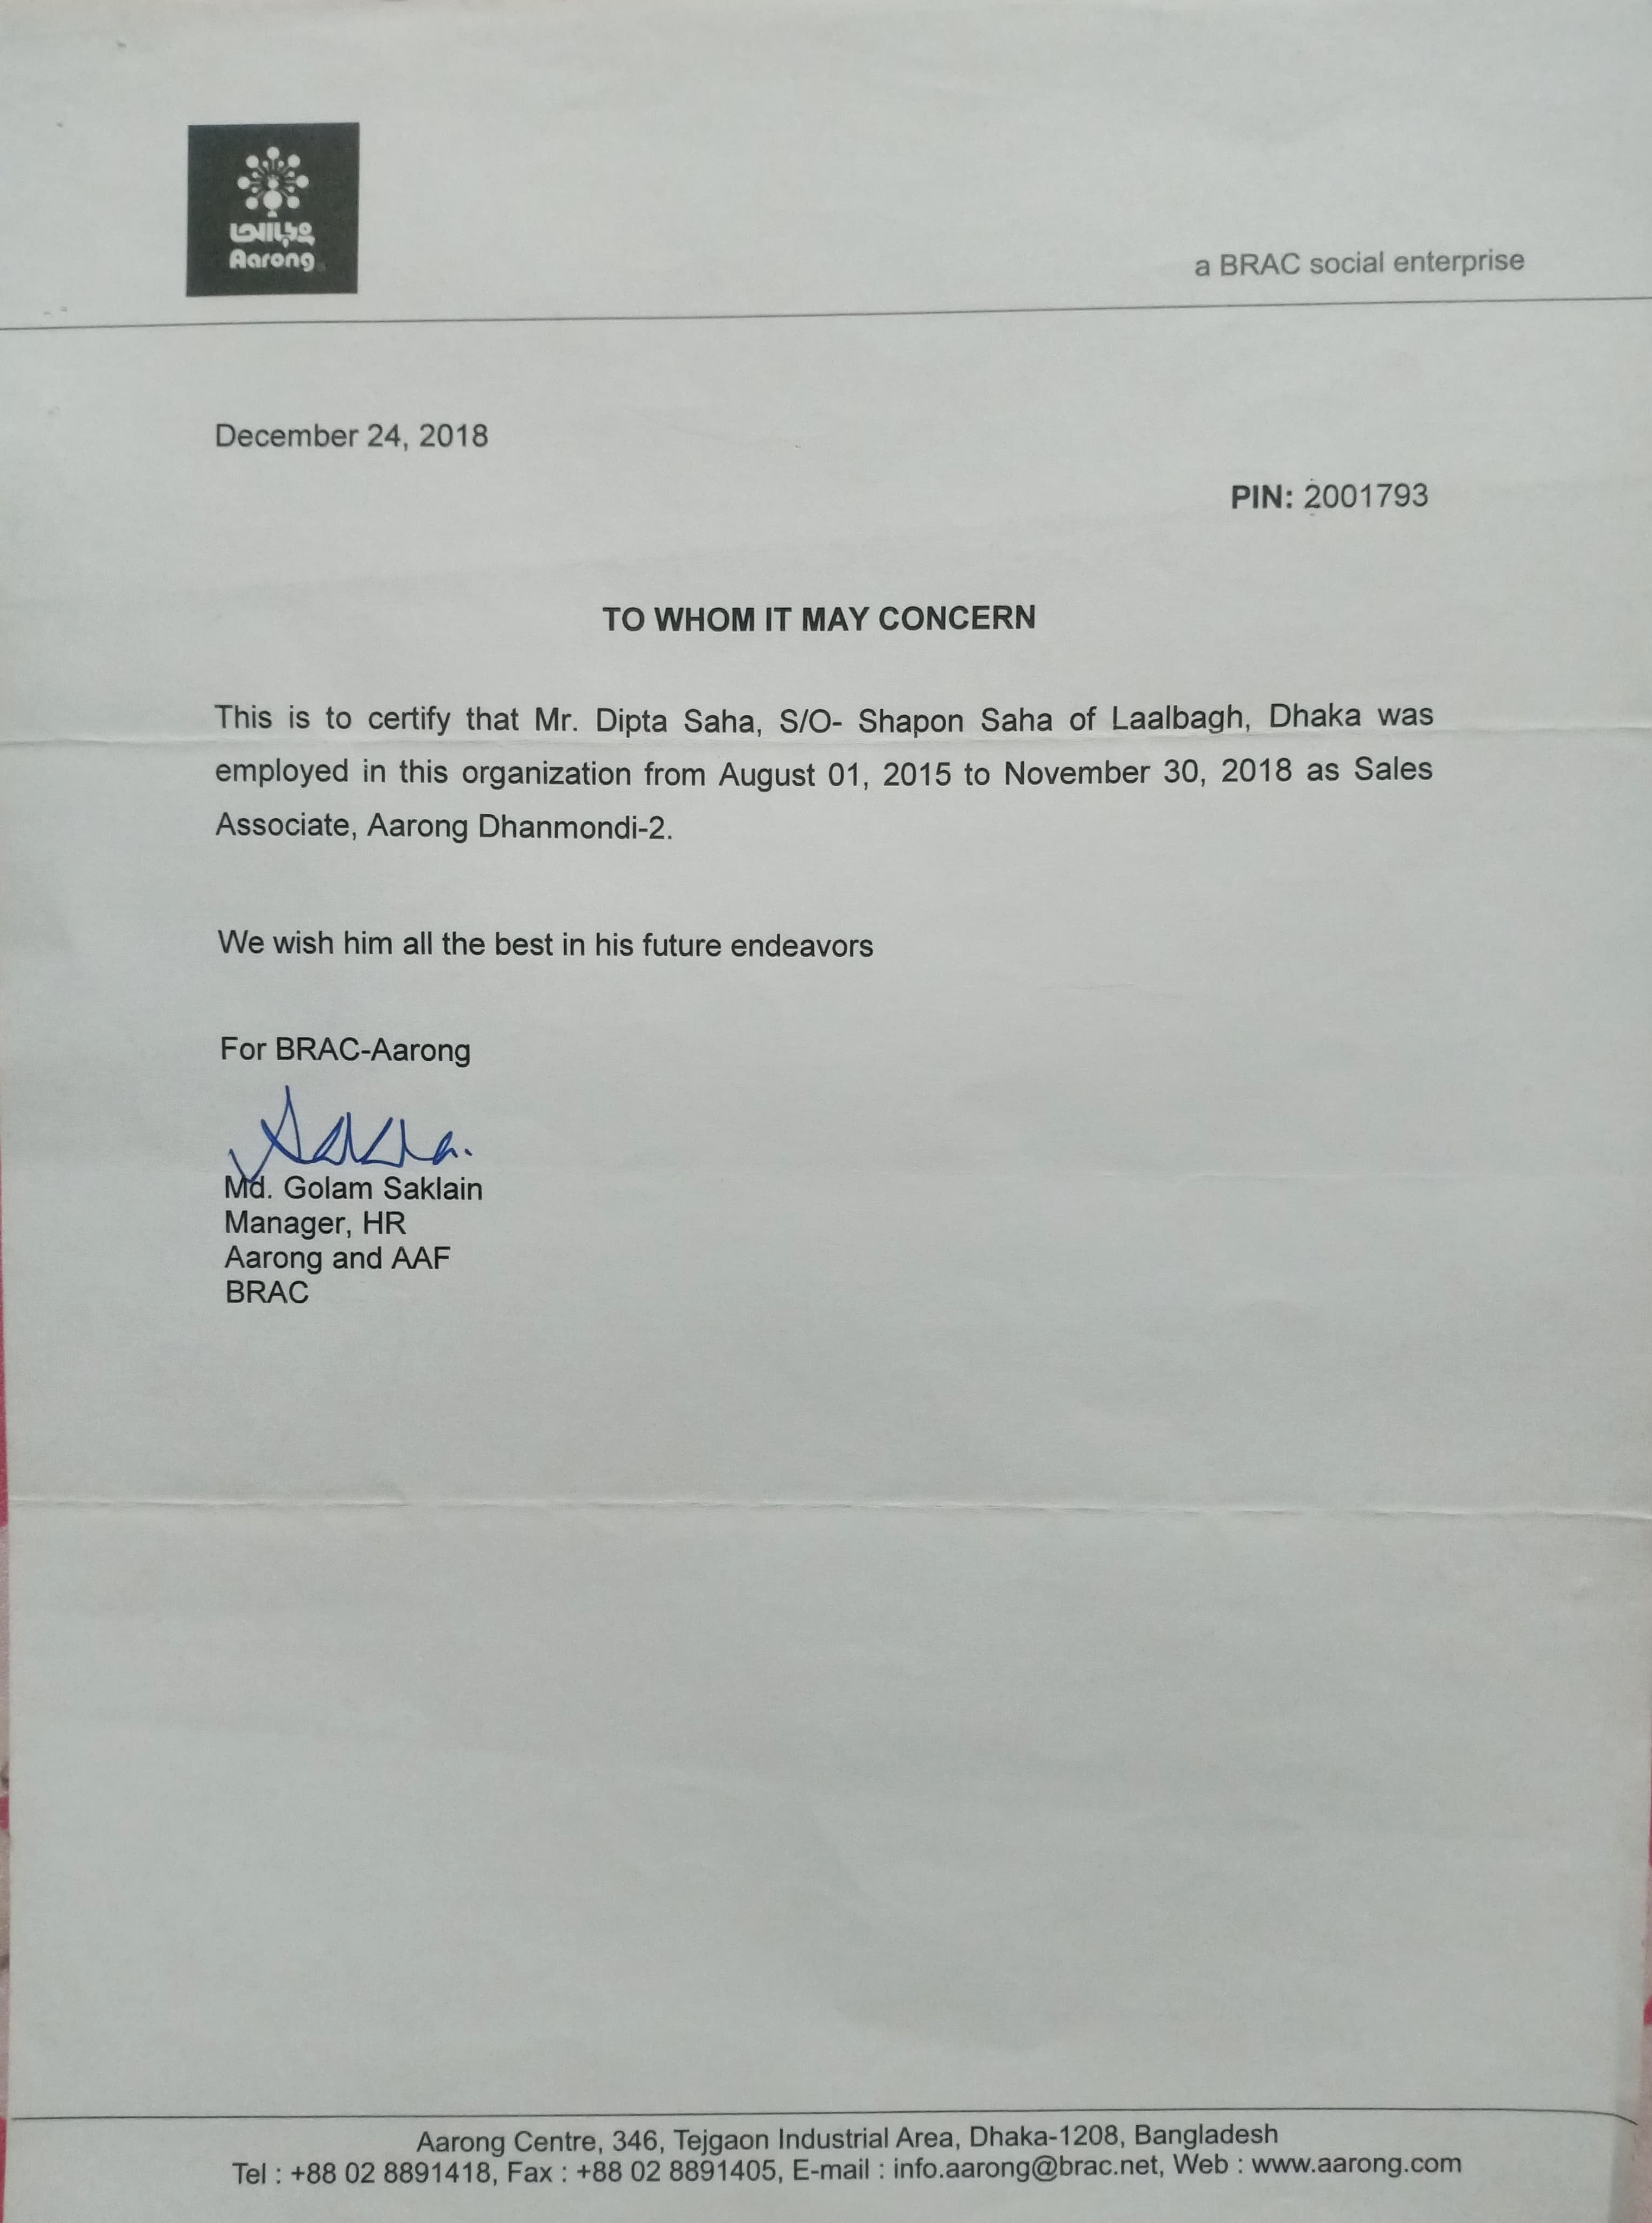 আড়ং
Aarong
a BRAC social enterprise
December 24, 2018
PIN: 2001793
TO WHOM IT MAY CONCERN
This is to certify that Mr. Dipta Saha, S/O- Shapon Saha of Laalbagh, Dhaka was
employed in this organization from August 01, 2015 to November 30, 2018 as Sales
Associate, Aarong Dhanmondi-2.
We wish him all the best in his future endeavors
For BRAC-Aarong
Md. Golam Saklain
Manager, HR
Aarong and AAF
BRAC
Aarong Centre, 346, Tejgaon Industrial Area, Dhaka-1208, Bangladesh
Tel : +88 02 8891418, Fax : +88 02 8891405, E-mail : info.aarong@brac.net, Web : www.aarong.com